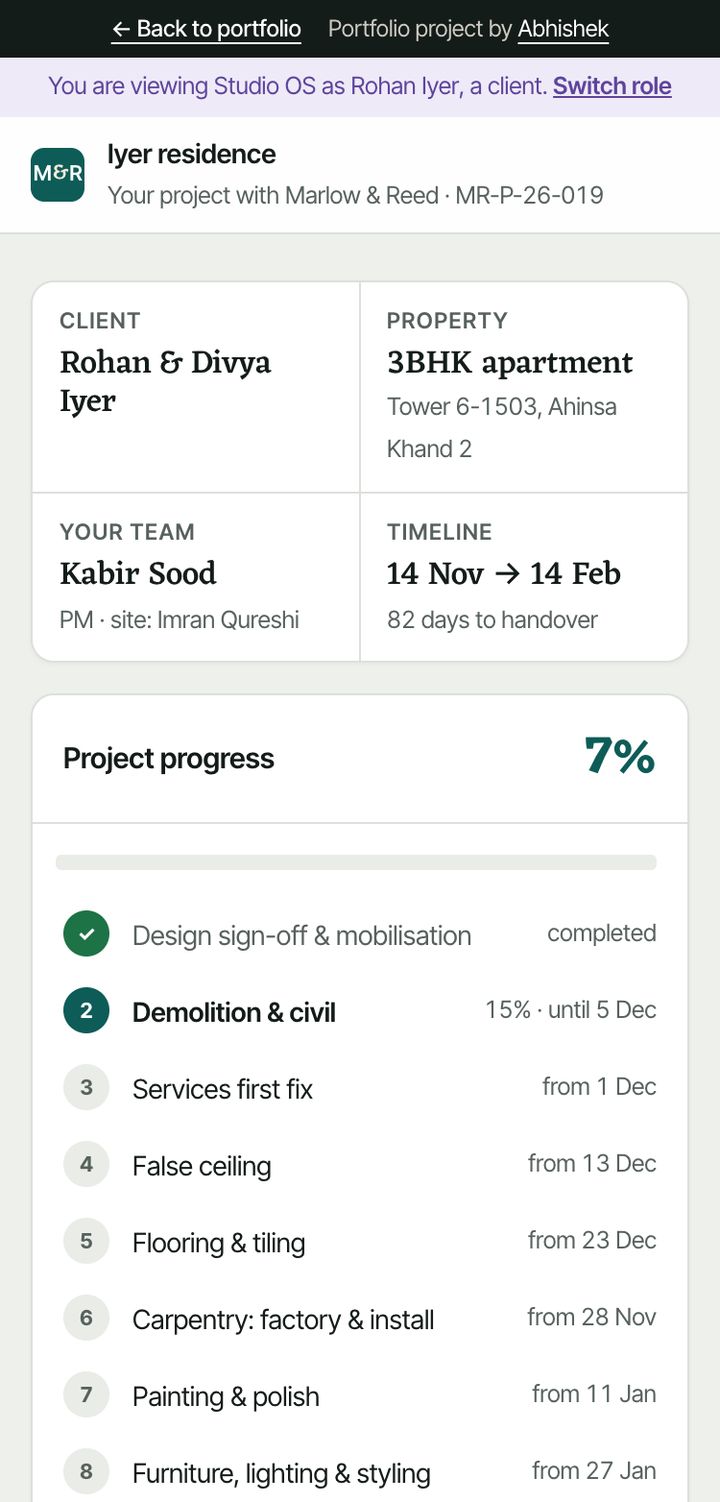 ← Back to portfolio Portfolio project by Abhishek
You are viewing Studio OS as Rohan Iyer, a client. Switch role
M&R
Iyer residence
Your project with Marlow & Reed · MR-P-26-019
CLIENT
Rohan & Divya
Iyer
PROPERTY
3BHK apartment
Tower 6-1503, Ahinsa
Khand 2
YOUR TEAM
Kabir Sood
PM · site: Imran Qureshi
TIMELINE
14 Nov → 14 Feb
82 days to handover
Project progress 7%
✓ Design sign-off & mobilisation completed
2 Demolition & civil 15% · until 5 Dec
3 Services first fix from 1 Dec
4 False ceiling from 13 Dec
5 Flooring & tiling from 23 Dec
6 Carpentry: factory & install from 28 Nov
7 Painting & polish from 11 Jan
8 Furniture, lighting & styling from 27 Jan